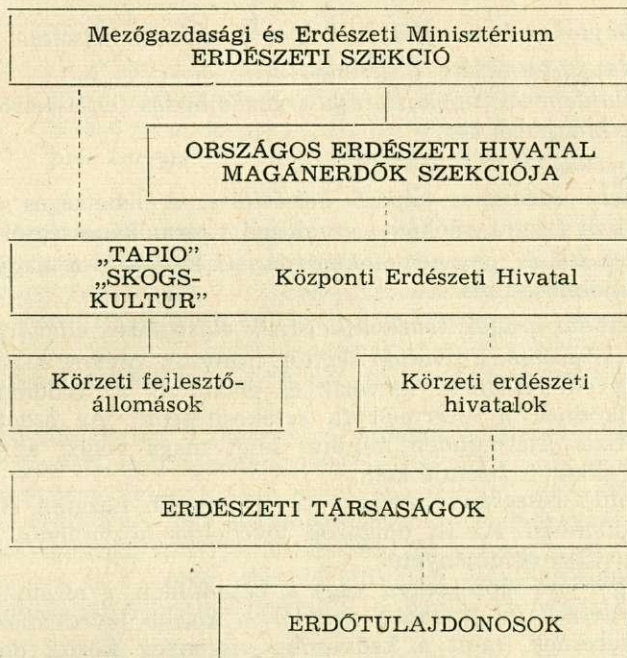 Mezőgazdasági és Erdészeti Minisztérium
ERDÉSZETI SZEKCIÓ
ORSZÁGOS ERDÉSZETI HIVATAL
MAGÁNERDŐK SZEKCIÓJA
„TAPIO”
„SKOGS-
KULTUR”
Központi Erdészeti Hivatal
Körzeti fejlesztő-
állomások
Körzeti erdészeti
hivatalok
ERDÉSZETI TÁRSASÁGOK
ERDŐTULAJDONOSOK